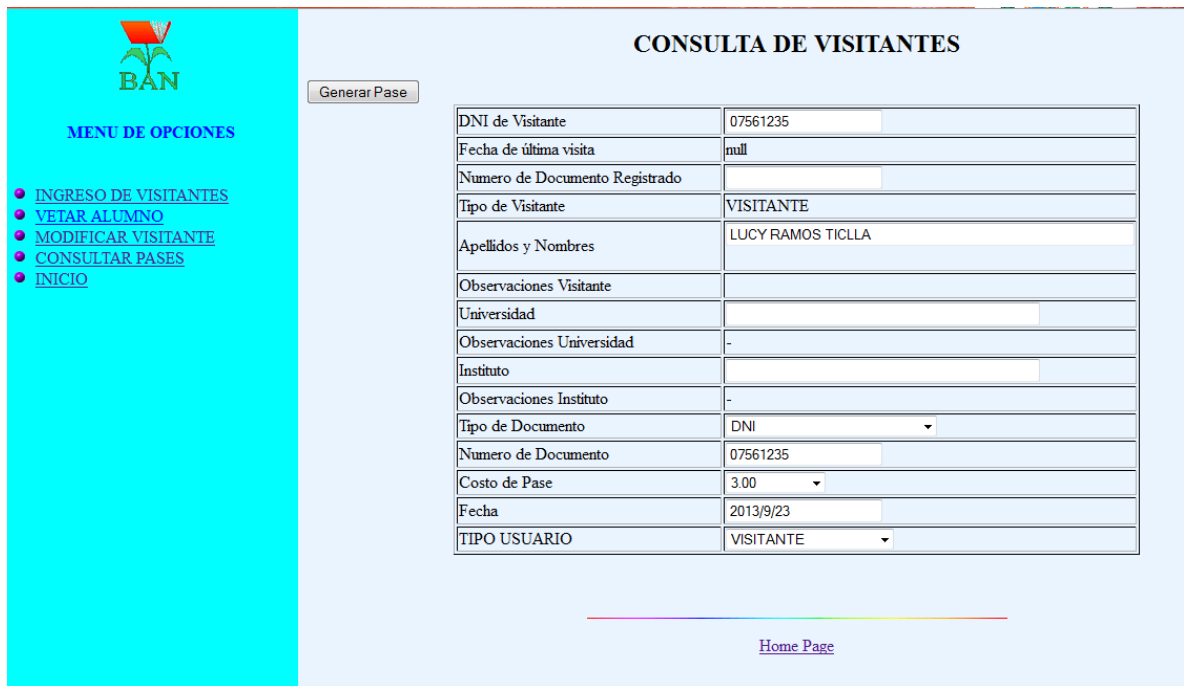 BAN
MENU DE OPCIONES
INGRESO DE VISITANTES
VETAR ALUMNO
MODIFICAR VISITANTE
CONSULTAR PASES
INICIO
CONSULTA DE VISITANTES
Generar Pase
DNI de Visitante 07561235
Fecha de última visita null
Numero de Documento Registrado
Tipo de Visitante VISITANTE
Apellidos y Nombres LUCY RAMOS TICLLA
Observaciones Visitante
Universidad
Observaciones Universidad -
Instituto
Observaciones Instituto -
Tipo de Documento DNI
Numero de Documento 07561235
Costo de Pase 3.00
Fecha 2013/9/23
TIPO USUARIO VISITANTE
Home Page